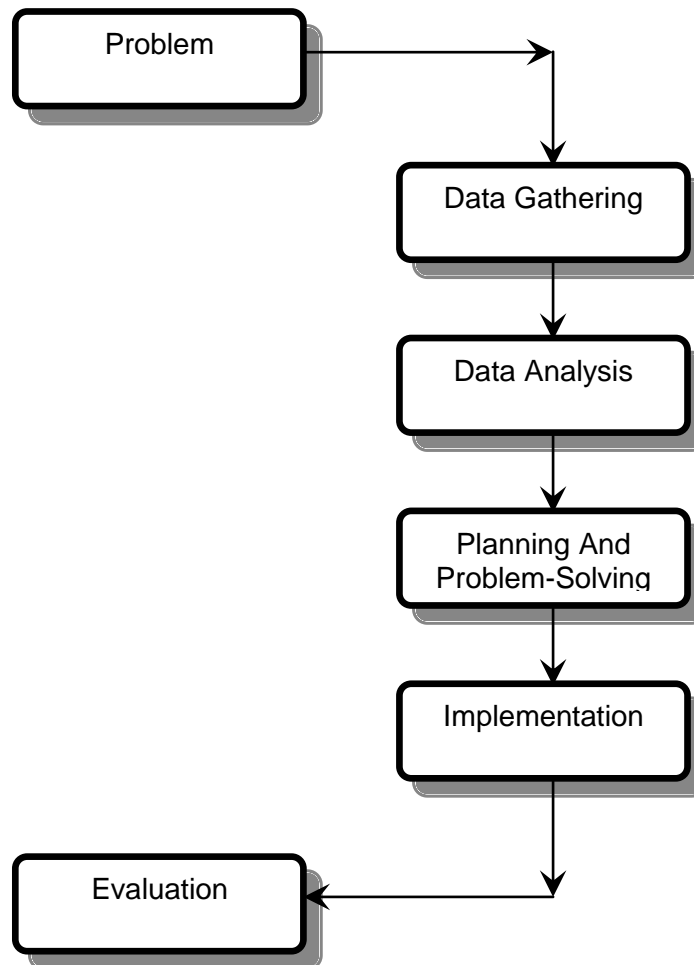 Problem
Data Gathering
Data Analysis
Planning And
Problem-Solving
Implementation
Evaluation